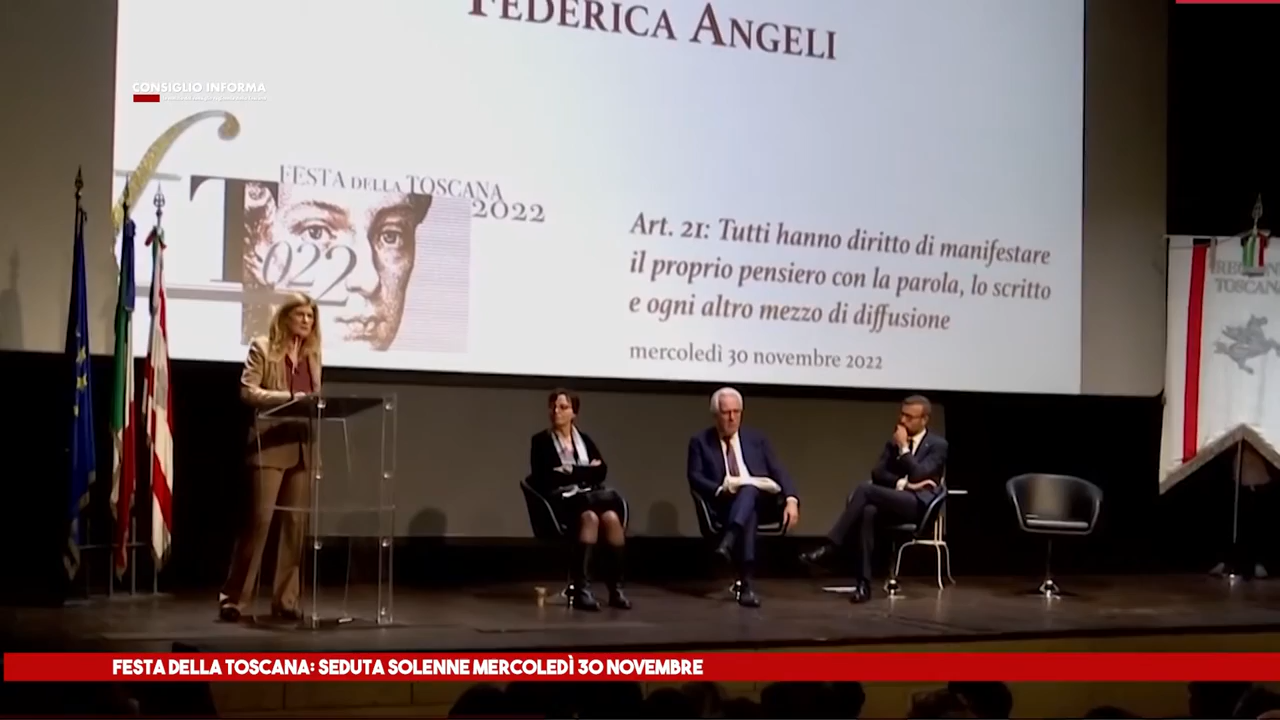 FEDERICA ANGELI
CONSIGLIO INFORMA
FESTA DELLA TOSCANA
2022
fT
022
Art. 21: Tutti hanno diritto di manifestare
il proprio pensiero con la parola, lo scritto
e ogni altro mezzo di diffusione
mercoledì 30 novembre 2022
TOSCANA
FESTA DELLA TOSCANA: SEDUTA SOLENNE MERCOLEDÌ 30 NOVEMBRE